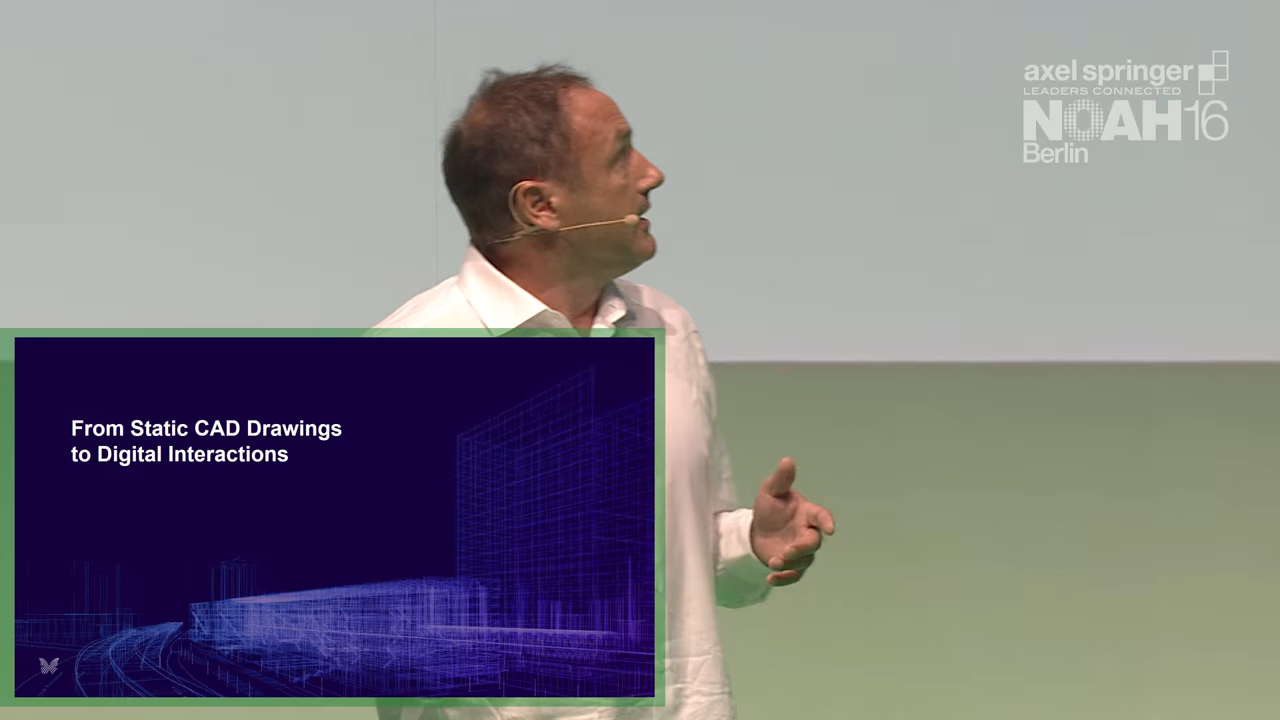 axel springer
LEADERS CONNECTED
NOAH16
Berlin
From Static CAD Drawings
to Digital Interactions